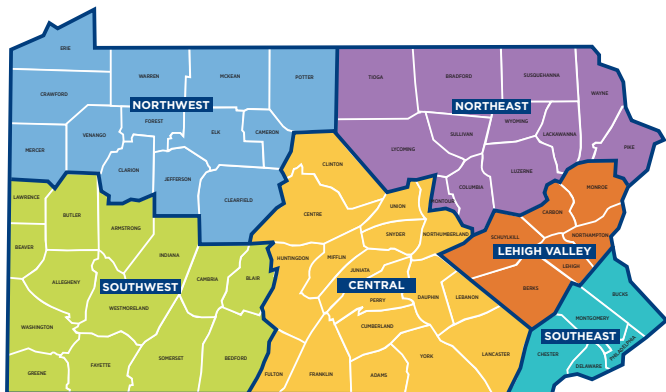 ERIE
WARREN
MCKEAN
POTTER
CRAWFORD
NORTHWEST
FOREST
VENANGO
ELK
CAMERON
MERCER
CLARION
JEFFERSON
CLEARFIELD
TIOGA
BRADFORD
SUSQUEHANNA
WAYNE
NORTHEAST
WYOMING
SULLIVAN
LACKAWANNA
LYCOMING
PIKE
LUZERNE
COLUMBIA
MONTOUR
LAWRENCE
BUTLER
ARMSTRONG
BEAVER
INDIANA
ALLEGHENY
CAMBRIA
BLAIR
SOUTHWEST
WESTMORELAND
WASHINGTON
GREENE
FAYETTE
SOMERSET
BEDFORD
CLINTON
CENTRE
UNION
SNYDER
NORTHUMBERLAND
HUNTINGDON
MIFFLIN
JUNIATA
CENTRAL
PERRY
DAUPHIN
LEBANON
CUMBERLAND
FULTON
FRANKLIN
ADAMS
YORK
LANCASTER
MONROE
CARBON
SCHUYLKILL
NORTHAMPTON
LEHIGH VALLEY
LEHIGH
BERKS
BUCKS
MONTGOMERY
SOUTHEAST
PHILADELPHIA
CHESTER
DELAWARE